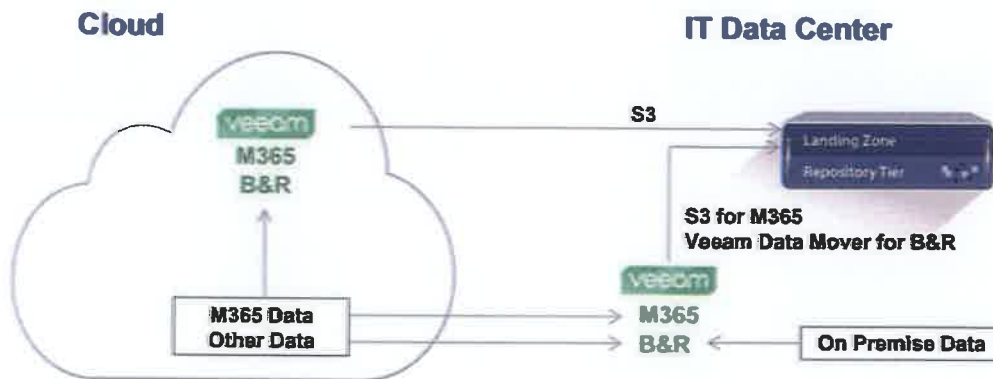 Cloud
IT Data Center
veeam
M365
B&R
S3
Landing Zone
Repository Tier
S3 for M365
Veeam Data Mover for B&R
veeam
M365
B&R
M365 Data
Other Data
On Premise Data